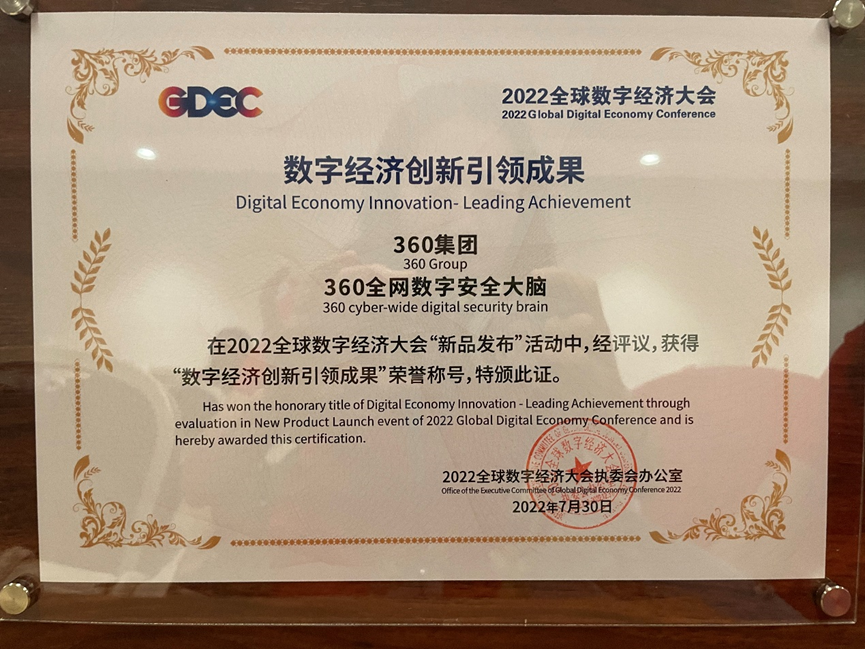 GDEC
2022全球数字经济大会
2022 Global Digital Economy Conference
数字经济创新引领成果
Digital Economy Innovation- Leading Achievement
360集团
360 Group
360全网数字安全大脑
360 cyber-wide digital security brain
在2022全球数字经济大会“新品发布”活动中,经评议,获得
“数字经济创新引领成果”荣誉称号,特颁此证。
Has won the honorary title of Digital Economy Innovation - Leading Achievement through
evaluation in New Product Launch event of 2022 Global Digital Economy Conference and is
hereby awarded this certification.
2022全球数字经济大会执委会办公室
Office of the Executive Committee of Global Digital Economy Conference 2022
2022年7月30日